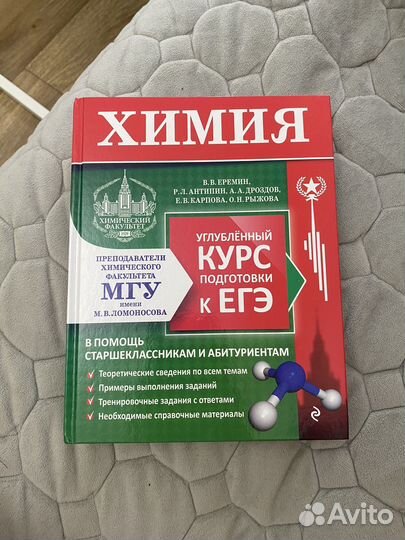 ХИМИЯ
В. В. ЕРЕМИН,
Р. Л. АНТИПИН, А. А. ДРОЗДОВ,
Е. В. КАРПОВА, О. Н. РЫЖОВА
ХИМИЧЕСКИЙ
ФАКУЛЬТЕТ
ПРЕПОДАВАТЕЛИ
ХИМИЧЕСКОГО
ФАКУЛЬТЕТА
МГУ
ИМЕНИ
М. В. ЛОМОНОСОВА
УГЛУБЛЁННЫЙ
КУРС
ПОДГОТОВКИ
К ЕГЭ
В ПОМОЩЬ
СТАРШЕКЛАССНИКАМ И АБИТУРИЕНТАМ
Теоретические сведения по всем темам
Примеры выполнения заданий
Тренировочные задания с ответами
Необходимые справочные материалы
Avito